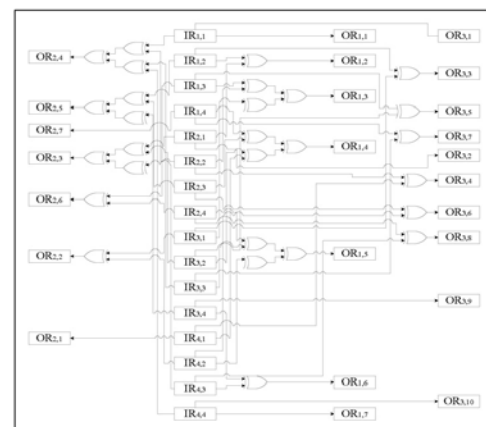 IR1,1 OR1,1 OR3,1
OR2,4 IR1,2 OR1,2 OR3,3
IR1,3 OR1,3
OR2,5 IR1,4 OR3,5
OR2,7 IR2,1 OR1,4 OR3,7
OR2,3 IR2,2 OR3,2
IR2,3 OR3,4
OR2,6 IR2,4 OR3,6
IR3,1 OR3,8
OR2,2 IR3,2 OR1,5
IR3,3
IR3,4 OR3,9
OR2,1 IR4,1
IR4,2
IR4,3 OR1,6
IR4,4 OR1,7 OR3,10